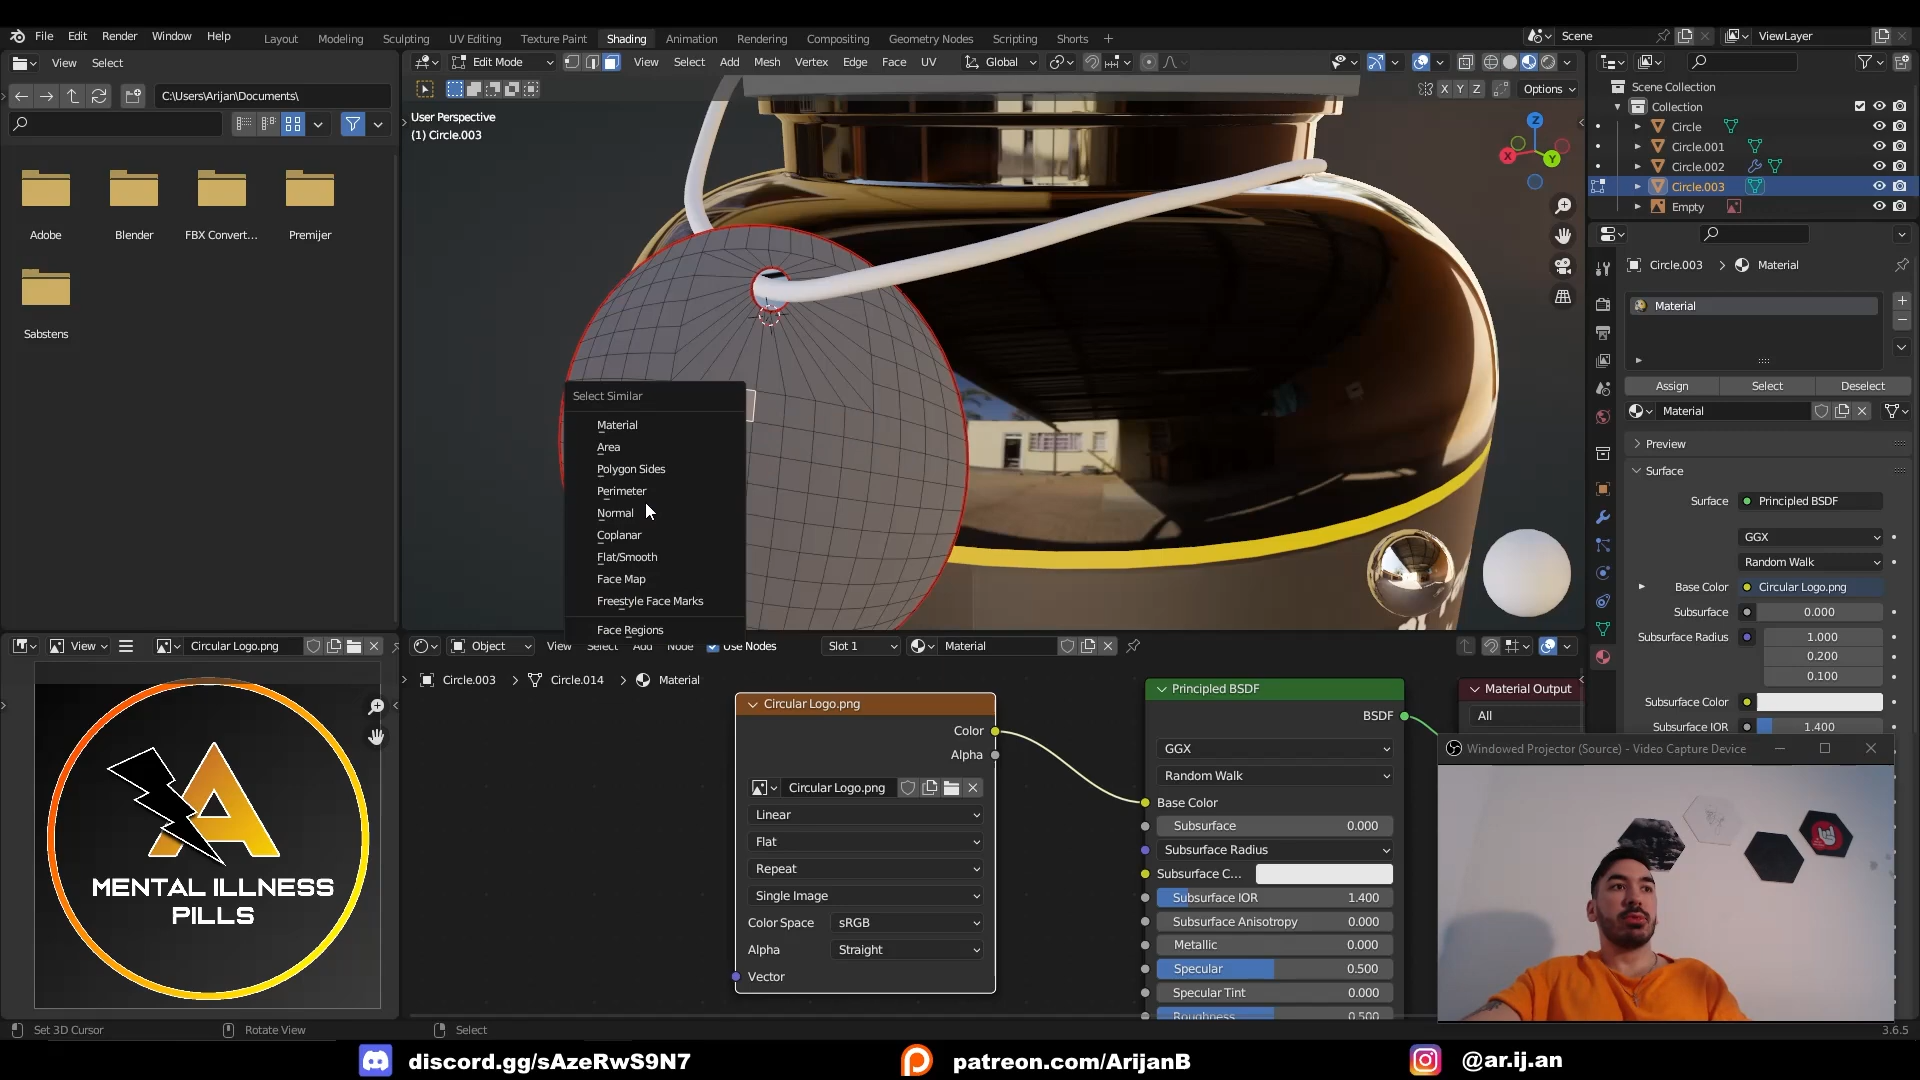 File Edit Render Window Help
Layout Modeling Sculpting UV Editing Texture Paint Shading Animation Rendering Compositing Geometry Nodes Scripting Shorts +
Scene
ViewLayer
View Select
Edit Mode
View Select Add Mesh Vertex Edge Face UV
Global
C:\Users\Arijan\Documents\
X Y Z
Options
Adobe
Blender
FBX Convert...
Premijer
Sabstens
User Perspective
(1) Circle.003
Z
X
Y
Select Similar
Material
Area
Polygon Sides
Perimeter
Normal
Coplanar
Flat/Smooth
Face Map
Freestyle Face Marks
Face Regions
Scene Collection
Collection
Circle
Circle.001
Circle.002
Circle.003
Empty
Circle.003 > Material
Material
Assign Select Deselect
Material
Preview
Surface
Surface Principled BSDF
GGX
Random Walk
Base Color Circular Logo.png
Subsurface 0.000
Subsurface Radius 1.000
0.200
0.100
Subsurface Color
Subsurface IOR 1.400
View
Circular Logo.png
A
MENTAL ILLNESS
PILLS
Object
View Select Add Node Use Nodes
Slot 1
Material
Circle.003 > Circle.014 > Material
Circular Logo.png
Color
Alpha
Circular Logo.png
Linear
Flat
Repeat
Single Image
Color Space sRGB
Alpha Straight
Vector
Principled BSDF
BSDF
GGX
Random Walk
Base Color
Subsurface 0.000
Subsurface Radius
Subsurface C...
Subsurface IOR 1.400
Subsurface Anisotropy 0.000
Metallic 0.000
Specular 0.500
Specular Tint 0.000
Roughness 0.500
Material Output
All
Windowed Projector (Source) - Video Capture Device
Set 3D Cursor
Rotate View
Select
3.6.5
discord.gg/sAzeRwS9N7
patreon.com/ArijanB
@ar.ij.an